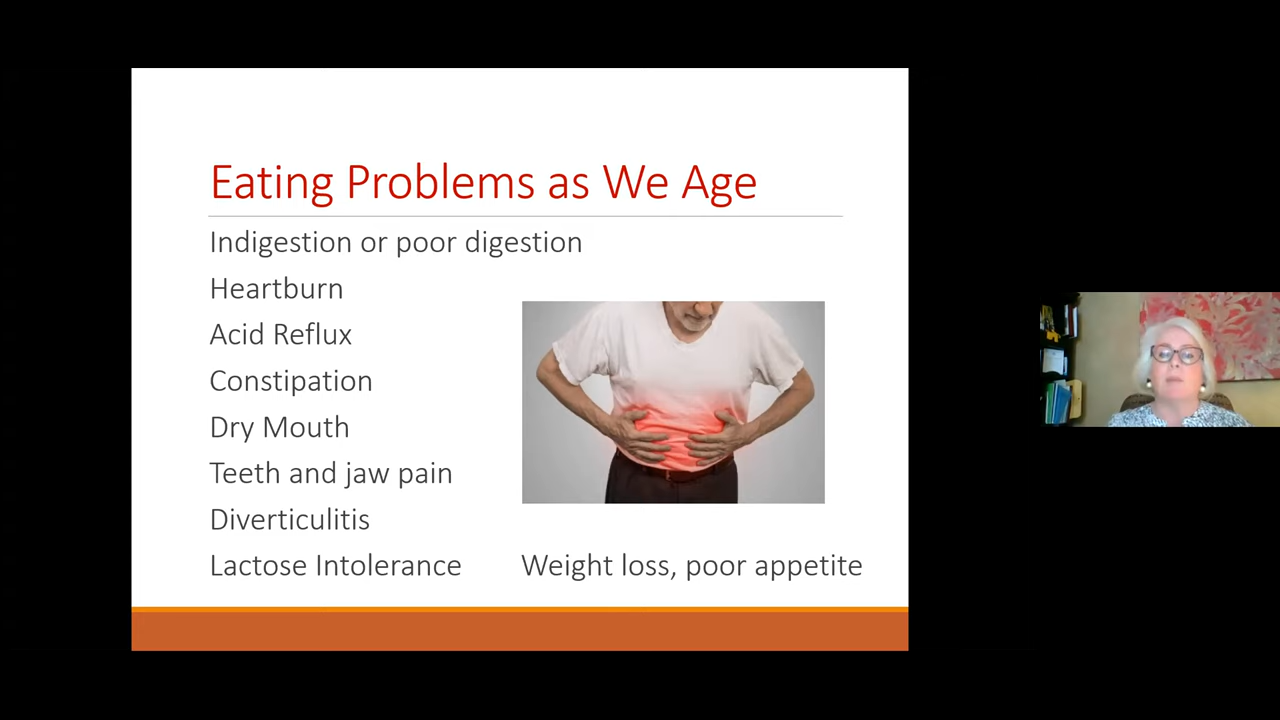 Eating Problems as We Age
Indigestion or poor digestion
Heartburn
Acid Reflux
Constipation
Dry Mouth
Teeth and jaw pain
Diverticulitis
Lactose Intolerance
Weight loss, poor appetite